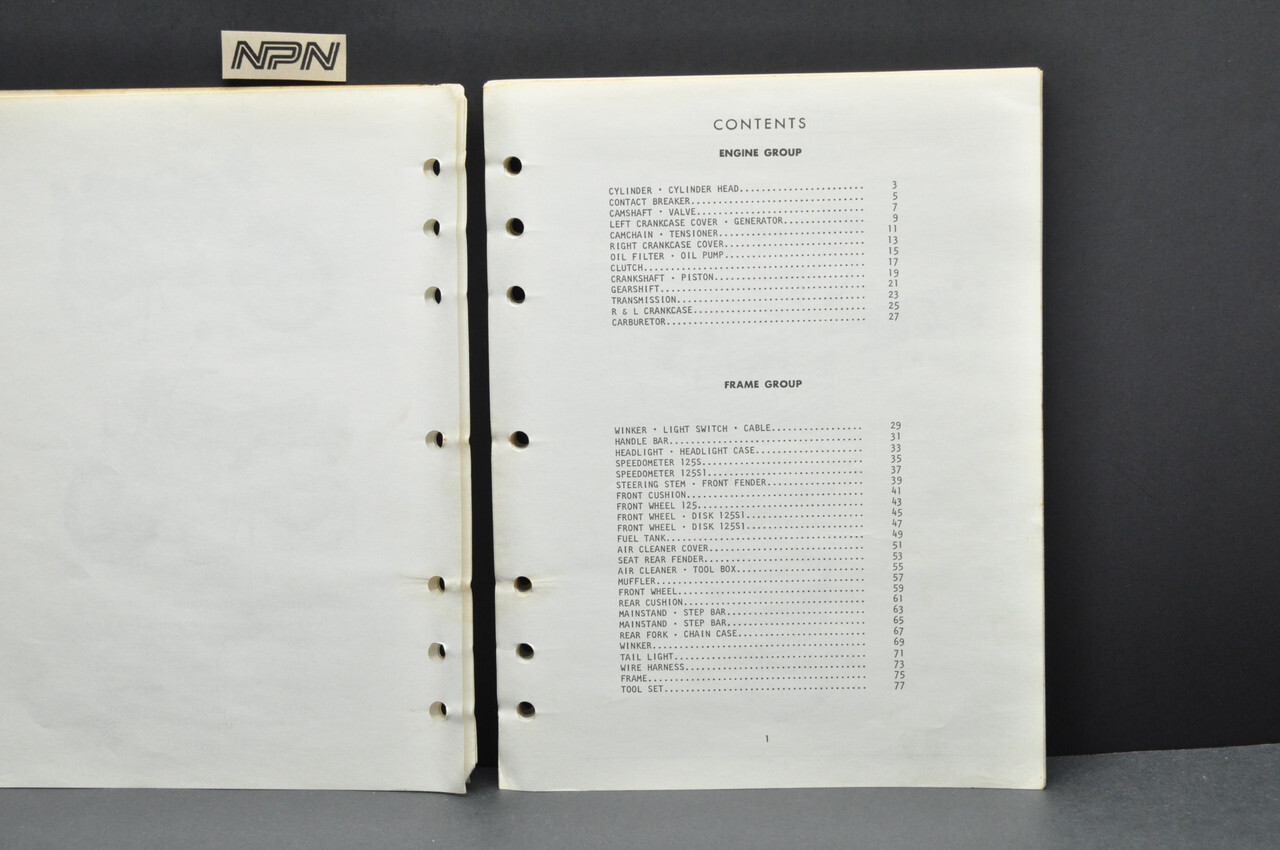 NPN
CONTENTS
ENGINE GROUP
CYLINDER · CYLINDER HEAD....................... 3
CONTACT BREAKER................................ 5
CAMSHAFT · VALVE............................... 7
LEFT CRANKCASE COVER · GENERATOR............... 9
CAMCHAIN · TENSIONER........................... 11
RIGHT CRANKCASE COVER.......................... 13
OIL FILTER · OIL PUMP.......................... 15
CLUTCH......................................... 17
CRANKSHAFT · PISTON............................ 19
GEARSHIFT...................................... 21
TRANSMISSION................................... 23
R & L CRANKCASE................................ 25
CARBURETOR..................................... 27
FRAME GROUP
WINKER · LIGHT SWITCH · CABLE................. 29
HANDLE BAR.................................... 31
HEADLIGHT · HEADLIGHT CASE.................... 33
SPEEDOMETER 125S.............................. 35
SPEEDOMETER 125S1............................. 37
STEERING STEM · FRONT FENDER.................. 39
FRONT CUSHION................................. 41
FRONT WHEEL 125............................... 43
FRONT WHEEL · DISK 125S1...................... 45
FRONT WHEEL · DISK 125S1...................... 47
FUEL TANK..................................... 49
AIR CLEANER COVER............................. 51
SEAT REAR FENDER.............................. 53
AIR CLEANER · TOOL BOX........................ 55
MUFFLER....................................... 57
FRONT WHEEL................................... 59
REAR CUSHION.................................. 61
MAINSTAND · STEP BAR.......................... 63
MAINSTAND · STEP BAR.......................... 65
REAR FORK · CHAIN CASE........................ 67
WINKER........................................ 69
TAIL LIGHT.................................... 71
WIRE HARNESS.................................. 73
FRAME......................................... 75
TOOL SET...................................... 77
1